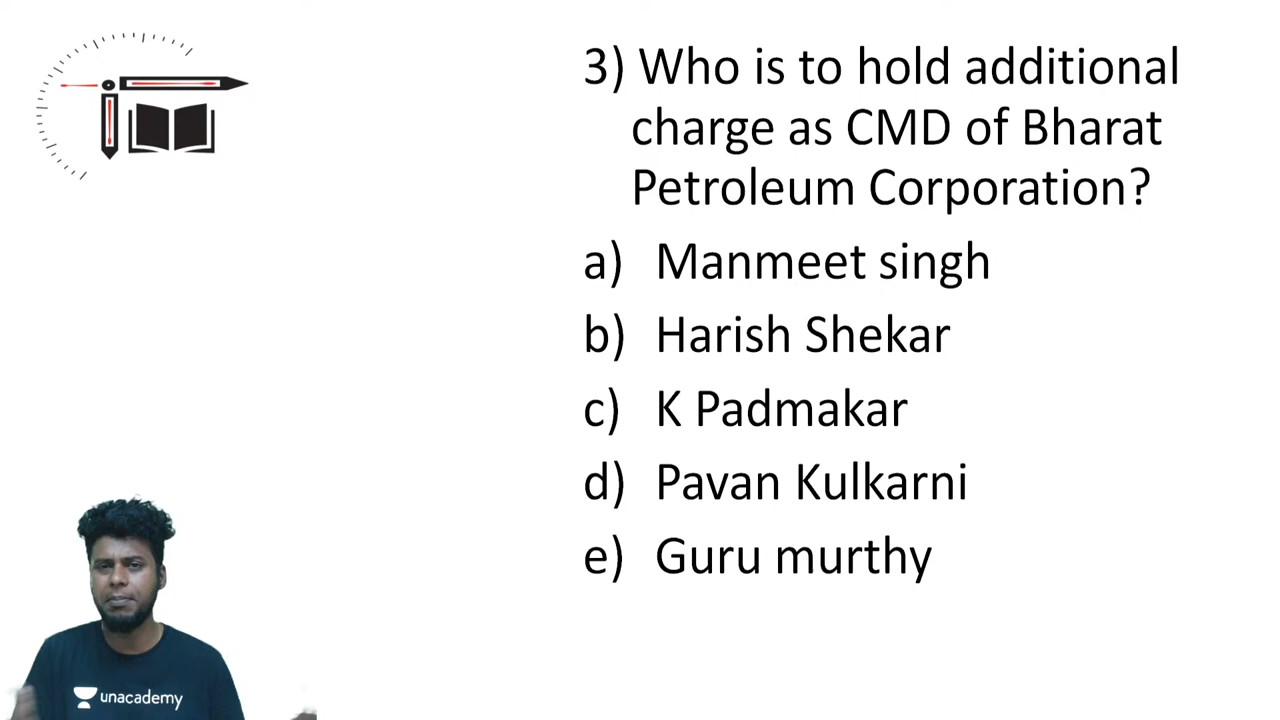 3) Who is to hold additional
charge as CMD of Bharat
Petroleum Corporation?
a) Manmeet singh
b) Harish Shekar
c) K Padmakar
d) Pavan Kulkarni
e) Guru murthy
unacademy